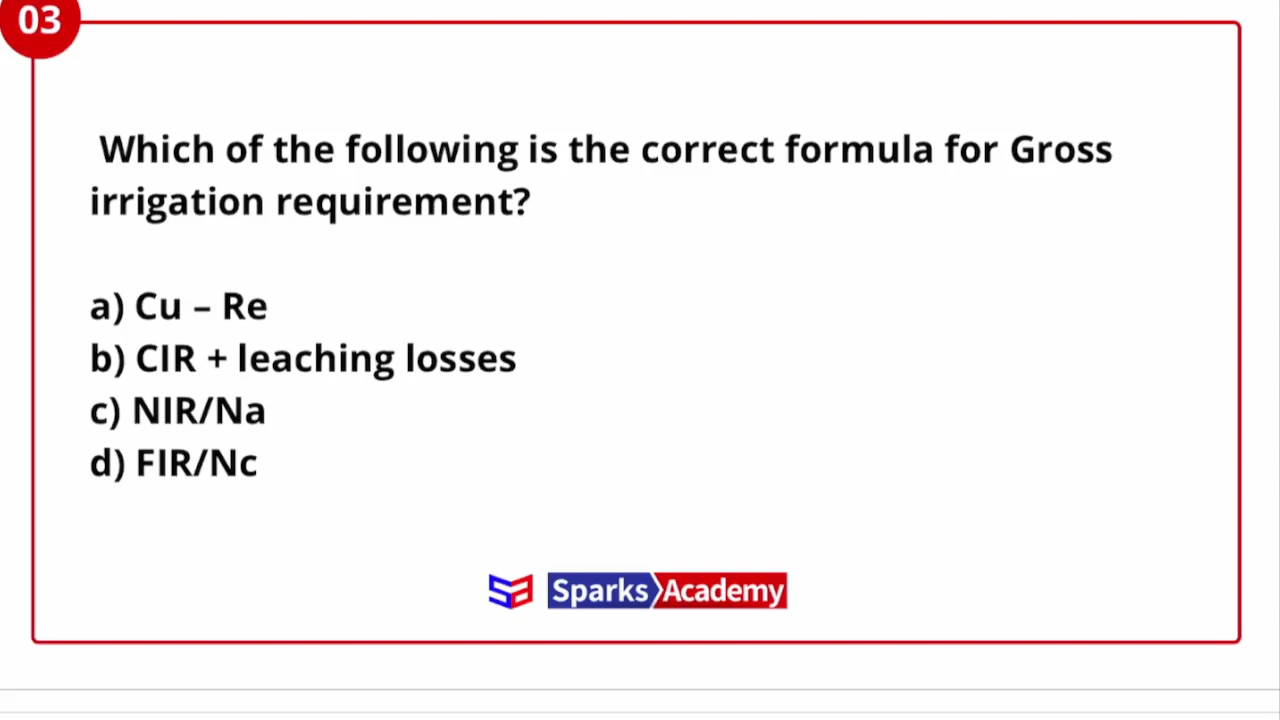 03
Which of the following is the correct formula for Gross
irrigation requirement?
a) Cu – Re
b) CIR + leaching losses
c) NIR/Na
d) FIR/Nc
Sparks Academy